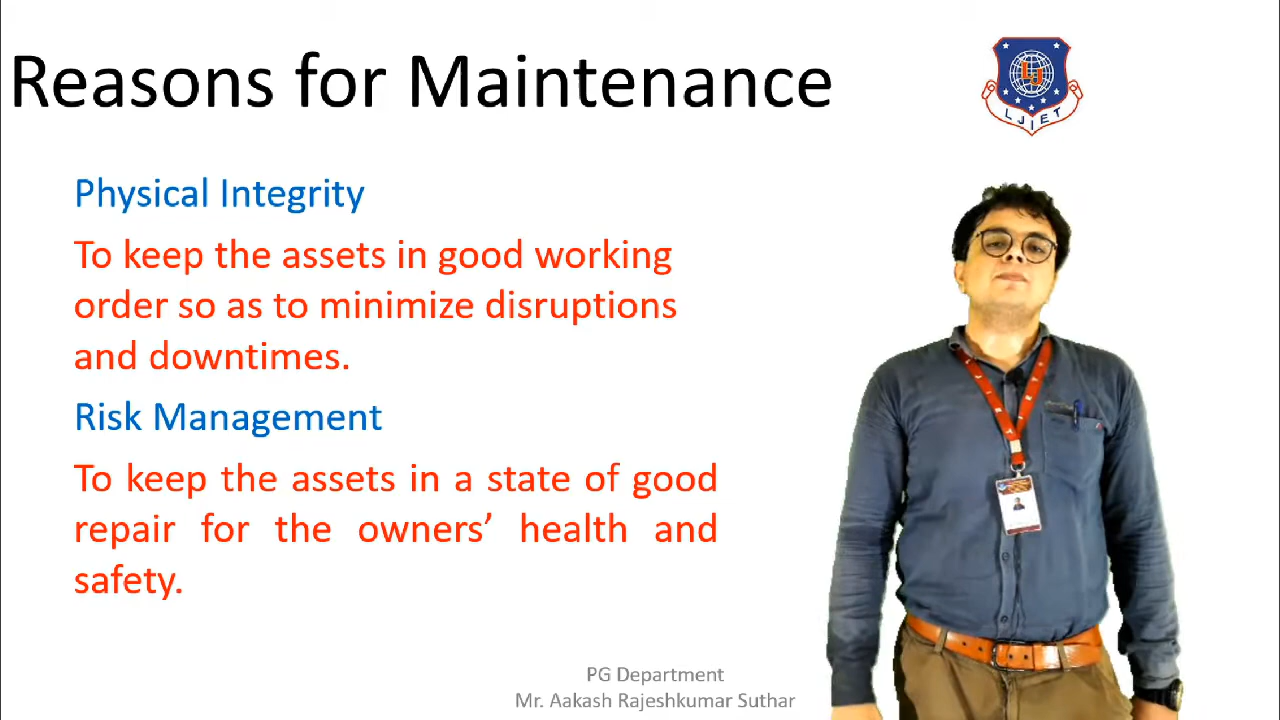 Reasons for Maintenance
LJ
LJIET
Physical Integrity
To keep the assets in good working
order so as to minimize disruptions
and downtimes.
Risk Management
To keep the assets in a state of good
repair for the owners’ health and
safety.
PG Department
Mr. Aakash Rajeshkumar Suthar